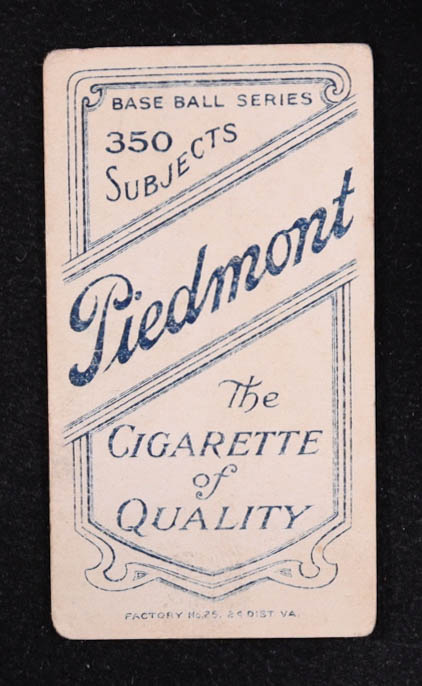 BASE BALL SERIES
350
SUBJECTS
Piedmont
The
CIGARETTE
of
QUALITY
FACTORY No. 25, 2d DIST. VA.